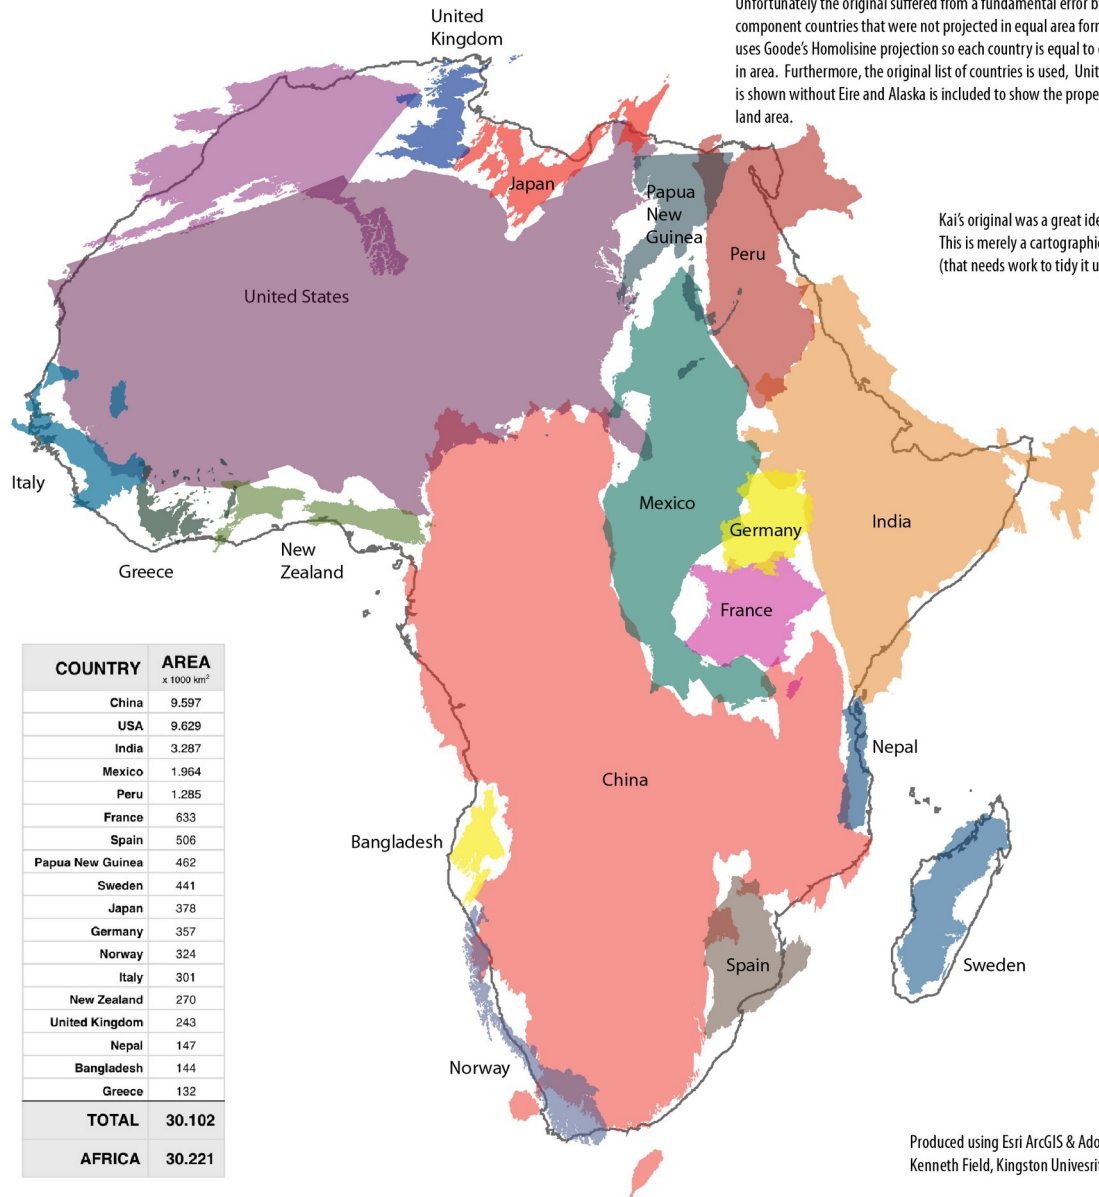 Unfortunately the original suffered from a fundamental error b
component countries that were not projected in equal area form
uses Goode's Homolisine projection so each country is equal to
in area. Furthermore, the original list of countries is used, Unit
is shown without Eire and Alaska is included to show the prope
land area.
Kai's original was a great ide
This is merely a cartographic
(that needs work to tidy it u
United
Kingdom
Japan
Papua
New
Guinea
Peru
United States
Italy
Greece
New
Zealand
Mexico
Germany
India
France
China
Nepal
Bangladesh
Spain
Sweden
Norway
COUNTRY AREA
x 1000 km²
China 9.597
USA 9.629
India 3.287
Mexico 1.964
Peru 1.285
France 633
Spain 506
Papua New Guinea 462
Sweden 441
Japan 378
Germany 357
Norway 324
Italy 301
New Zealand 270
United Kingdom 243
Nepal 147
Bangladesh 144
Greece 132
TOTAL 30.102
AFRICA 30.221
Produced using Esri ArcGIS & Ado
Kenneth Field, Kingston Univesrit